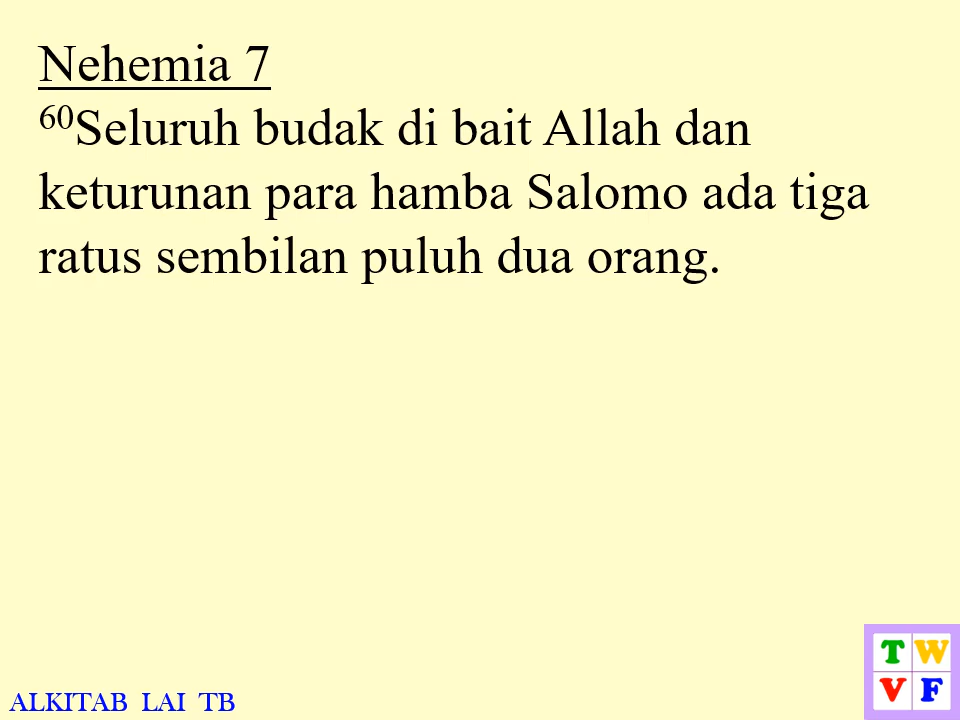 Nehemia 7
60Seluruh budak di bait Allah dan
keturunan para hamba Salomo ada tiga
ratus sembilan puluh dua orang.
T W
V F
ALKITAB LAI TB